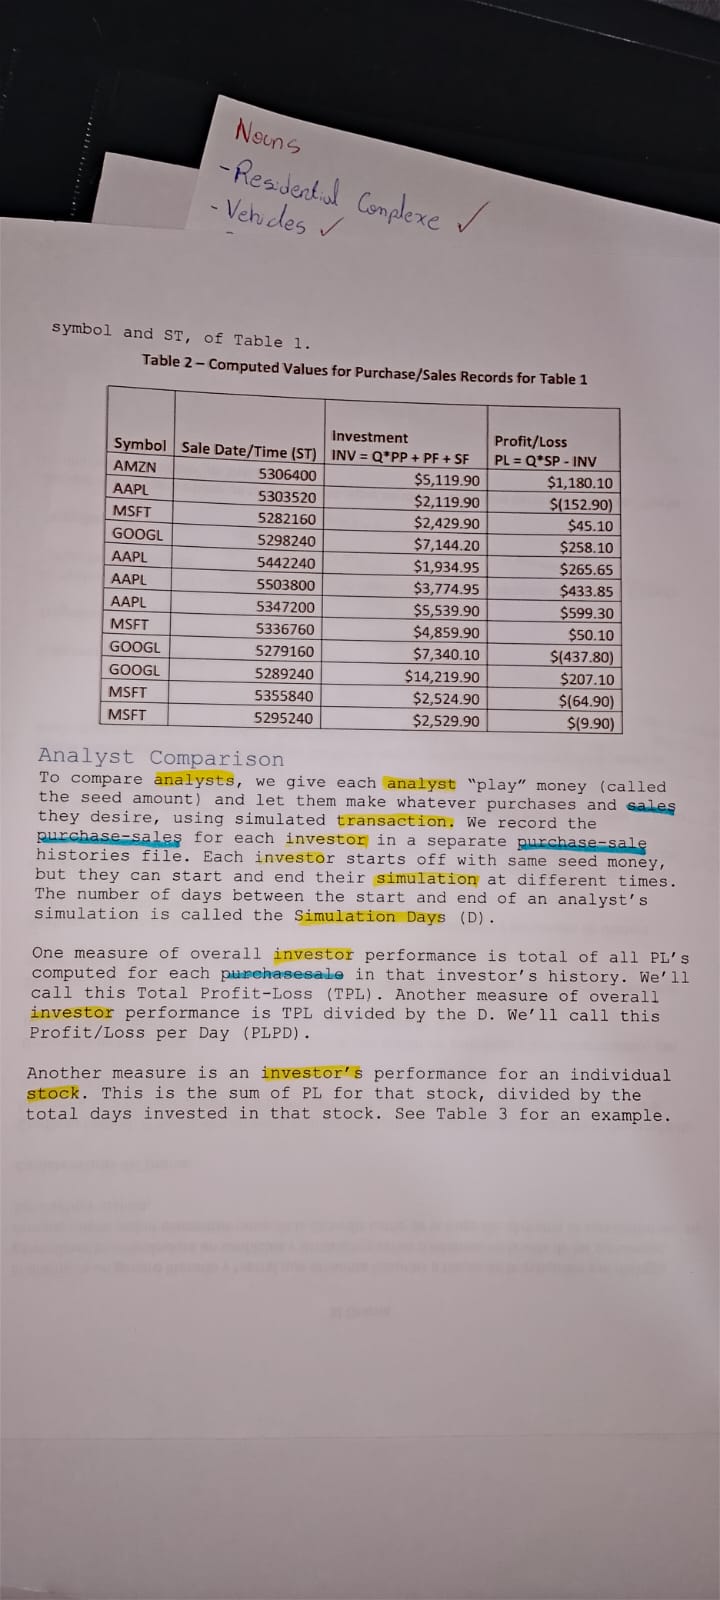 Nouns
- Residential Complexe ✓
- Vehicles ✓
-
symbol and ST, of Table 1.
Table 2 – Computed Values for Purchase/Sales Records for Table 1
Symbol Sale Date/Time (ST) Investment INV = Q*PP + PF + SF Profit/Loss PL = Q*SP - INV
AMZN 5306400 $5,119.90 $1,180.10
AAPL 5303520 $2,119.90 $(152.90)
MSFT 5282160 $2,429.90 $45.10
GOOGL 5298240 $7,144.20 $258.10
AAPL 5442240 $1,934.95 $265.65
AAPL 5503800 $3,774.95 $433.85
AAPL 5347200 $5,539.90 $599.30
MSFT 5336760 $4,859.90 $50.10
GOOGL 5279160 $7,340.10 $(437.80)
GOOGL 5289240 $14,219.90 $207.10
MSFT 5355840 $2,524.90 $(64.90)
MSFT 5295240 $2,529.90 $(9.90)
Analyst Comparison
To compare analysts, we give each analyst “play” money (called
the seed amount) and let them make whatever purchases and sales
they desire, using simulated transaction. We record the
purchase-sales for each investor in a separate purchase-sale
histories file. Each investor starts off with same seed money,
but they can start and end their simulation at different times.
The number of days between the start and end of an analyst’s
simulation is called the Simulation Days (D).
One measure of overall investor performance is total of all PL’s
computed for each purchasesale in that investor’s history. We’ll
call this Total Profit-Loss (TPL). Another measure of overall
investor performance is TPL divided by the D. We’ll call this
Profit/Loss per Day (PLPD).
Another measure is an investor’s performance for an individual
stock. This is the sum of PL for that stock, divided by the
total days invested in that stock. See Table 3 for an example.